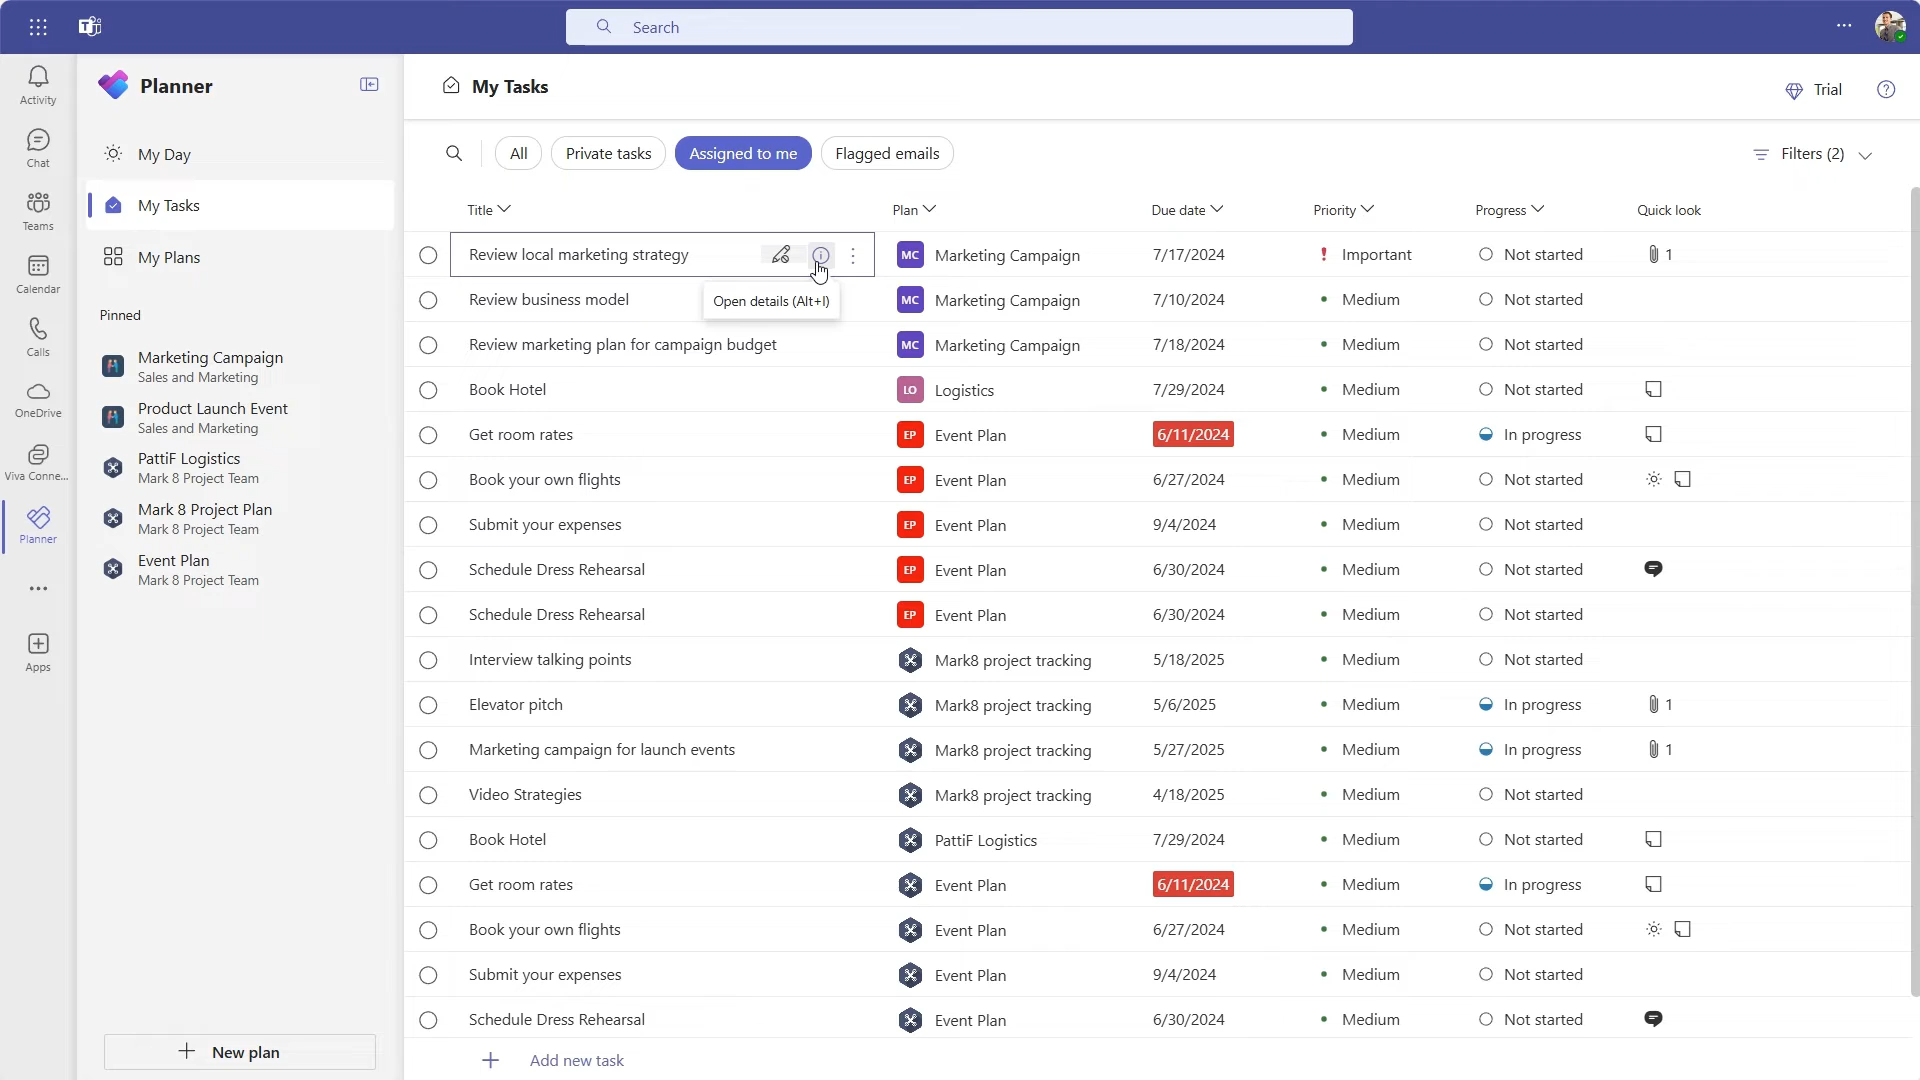 Search
Activity
Chat
Teams
Calendar
Calls
OneDrive
Viva Conne...
Planner
Apps
Planner
My Day
My Tasks
My Plans
Pinned
Marketing Campaign
Sales and Marketing
Product Launch Event
Sales and Marketing
PattiF Logistics
Mark 8 Project Team
Mark 8 Project Plan
Mark 8 Project Team
Event Plan
Mark 8 Project Team
New plan
My Tasks
Trial
All Private tasks Assigned to me Flagged emails Filters (2)
Title Plan Due date Priority Progress Quick look
Review local marketing strategy MC Marketing Campaign 7/17/2024 Important Not started 1
Open details (Alt+I)
Review business model MC Marketing Campaign 7/10/2024 Medium Not started
Review marketing plan for campaign budget MC Marketing Campaign 7/18/2024 Medium Not started
Book Hotel LO Logistics 7/29/2024 Medium Not started
Get room rates EP Event Plan 6/11/2024 Medium In progress
Book your own flights EP Event Plan 6/27/2024 Medium Not started
Submit your expenses EP Event Plan 9/4/2024 Medium Not started
Schedule Dress Rehearsal EP Event Plan 6/30/2024 Medium Not started
Schedule Dress Rehearsal EP Event Plan 6/30/2024 Medium Not started
Interview talking points Mark8 project tracking 5/18/2025 Medium Not started
Elevator pitch Mark8 project tracking 5/6/2025 Medium In progress 1
Marketing campaign for launch events Mark8 project tracking 5/27/2025 Medium In progress 1
Video Strategies Mark8 project tracking 4/18/2025 Medium Not started
Book Hotel PattiF Logistics 7/29/2024 Medium Not started
Get room rates Event Plan 6/11/2024 Medium In progress
Book your own flights Event Plan 6/27/2024 Medium Not started
Submit your expenses Event Plan 9/4/2024 Medium Not started
Schedule Dress Rehearsal Event Plan 6/30/2024 Medium Not started
Add new task